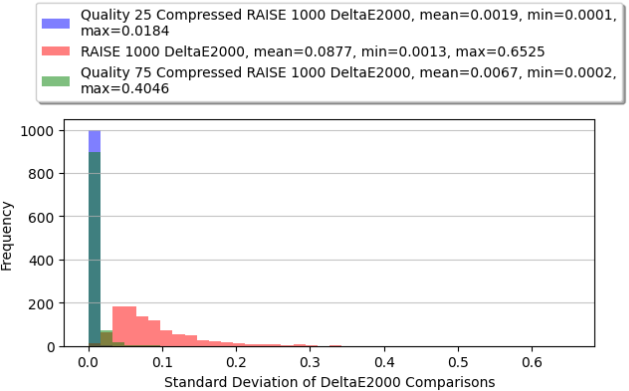 Quality 25 Compressed RAISE 1000 DeltaE2000, mean=0.0019, min=0.0001,
max=0.0184
RAISE 1000 DeltaE2000, mean=0.0877, min=0.0013, max=0.6525
Quality 75 Compressed RAISE 1000 DeltaE2000, mean=0.0067, min=0.0002,
max=0.4046
1000
800
600
400
200
0
Frequency
0.0 0.1 0.2 0.3 0.4 0.5 0.6
Standard Deviation of DeltaE2000 Comparisons